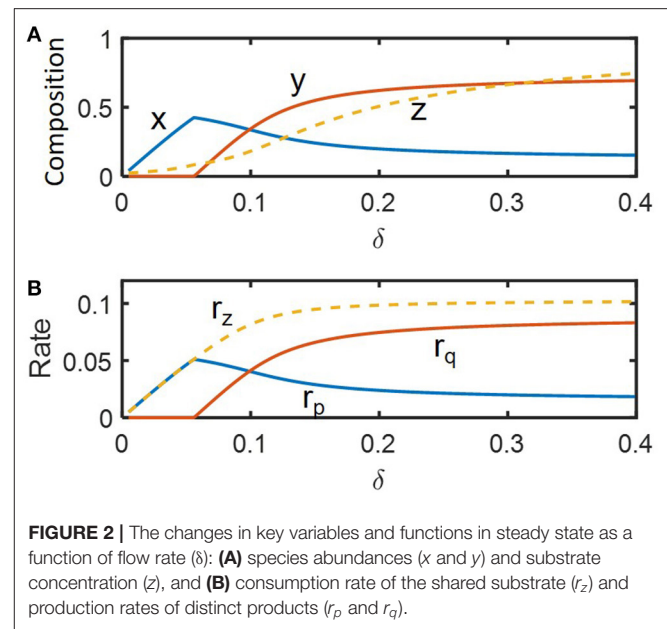 A
1
Composition
0.5
0
x
y
z
0
0.1
0.2
0.3
0.4
δ
B
0.1
Rate
0.05
0
r_z
r_q
r_p
0
0.1
0.2
0.3
0.4
δ
FIGURE 2 | The changes in key variables and functions in steady state as a
function of flow rate (δ): (A) species abundances (x and y) and substrate
concentration (z), and (B) consumption rate of the shared substrate (r_z) and
production rates of distinct products (r_p and r_q).